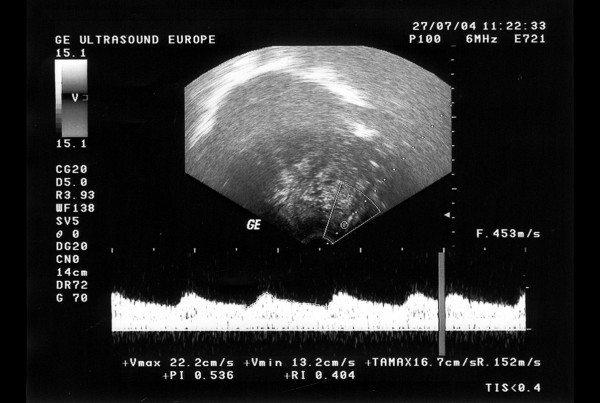 27/07/04 11:22:33
GE ULTRASOUND EUROPE P100 6MHz E721
15.1
V
15.1
CG20
D5.0
R3.93
WF138
SV5
θ 0
DG20
CN0
14cm
DR72
G 70
GE
F.453m/s
+Vmax 22.2cm/s +Vmin 13.2cm/s +TAMAX16.7cm/sR.152m/s
+PI 0.536 +RI 0.404
TIS<0.4